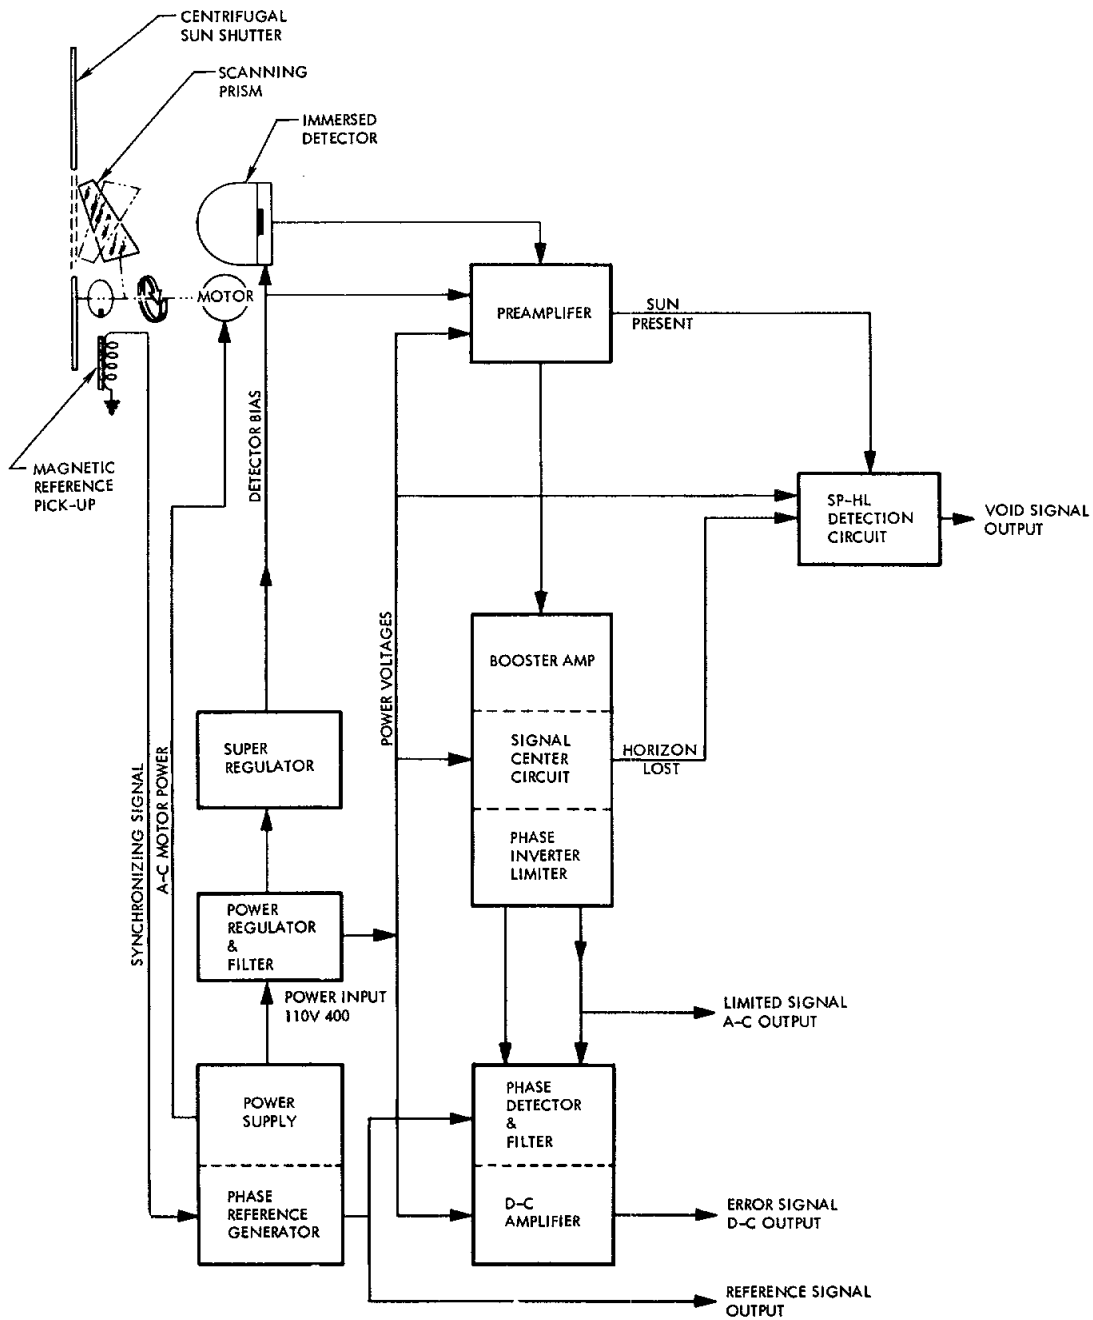 CENTRIFUGAL
SUN SHUTTER
SCANNING
PRISM
IMMERSED
DETECTOR
MOTOR
PREAMPLIFER
SUN
PRESENT
MAGNETIC
REFERENCE
PICK-UP
DETECTOR BIAS
SP-HL
DETECTION
CIRCUIT
VOID SIGNAL
OUTPUT
POWER VOLTAGES
BOOSTER AMP
SIGNAL
CENTER
CIRCUIT
HORIZON
LOST
PHASE
INVERTER
LIMITER
SUPER
REGULATOR
SYNCHRONIZING SIGNAL
A-C MOTOR POWER
POWER
REGULATOR
&
FILTER
POWER INPUT
110V 400
LIMITED SIGNAL
A-C OUTPUT
POWER
SUPPLY
PHASE
DETECTOR
&
FILTER
PHASE
REFERENCE
GENERATOR
D-C
AMPLIFIER
ERROR SIGNAL
D-C OUTPUT
REFERENCE SIGNAL
OUTPUT